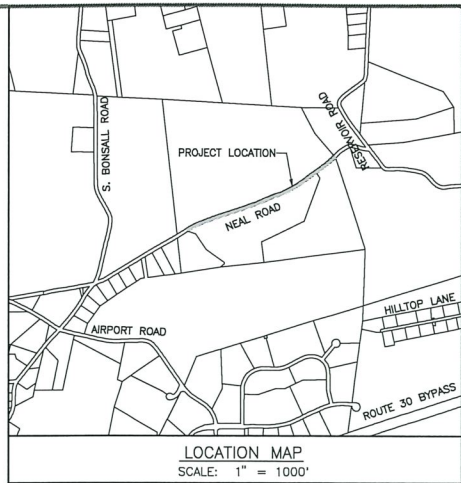 S. BONSALL ROAD
RESERVOIR ROAD
PROJECT LOCATION
NEAL ROAD
HILLTOP LANE
AIRPORT ROAD
ROUTE 30 BYPASS
LOCATION MAP
SCALE: 1" = 1000'